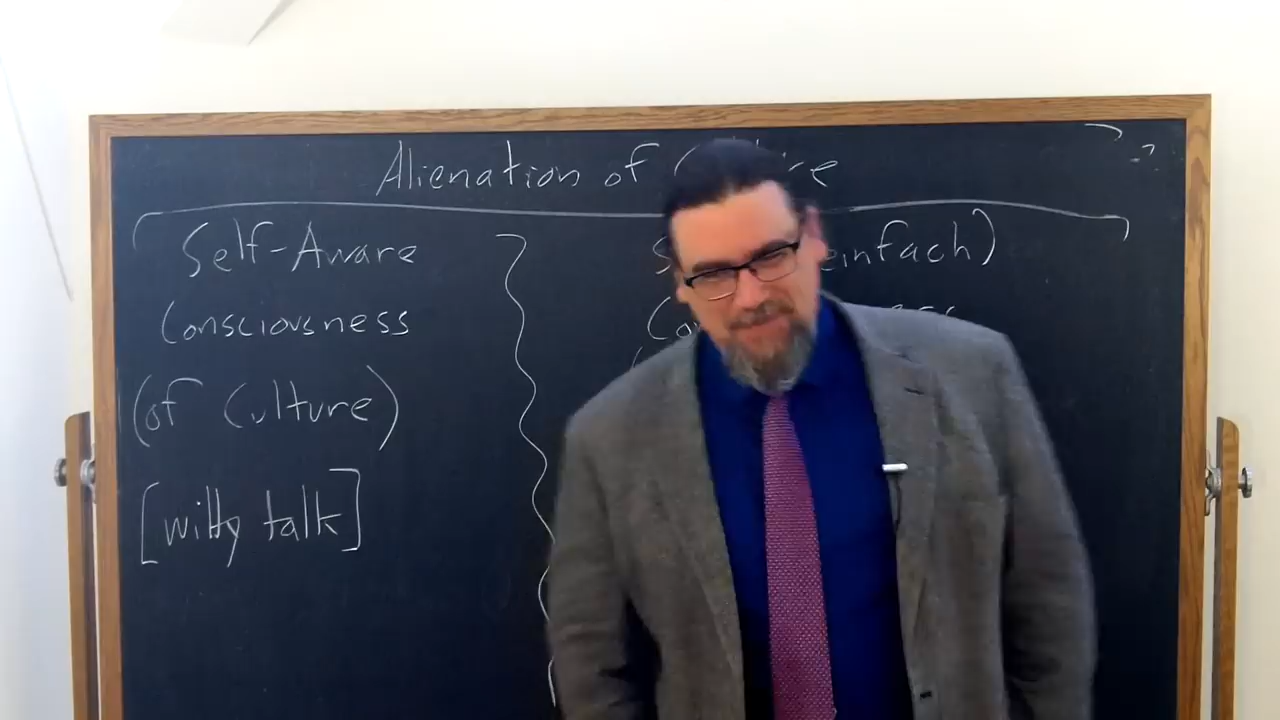 Alienation of
Self-Aware
Consciousness
(of Culture)
[witty talk]
einfach)